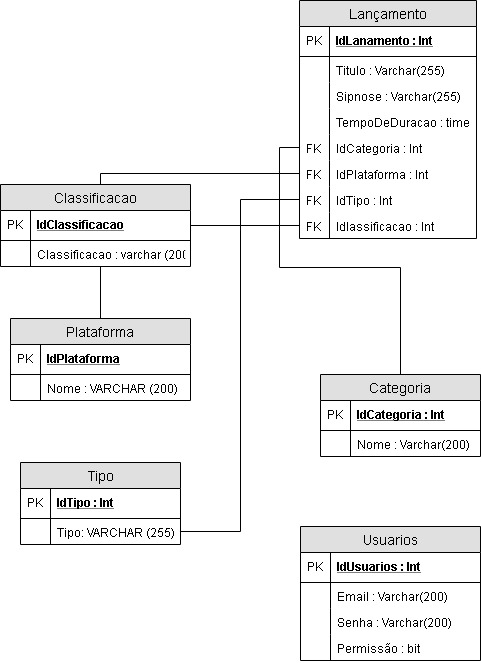 Lançamento
PK IdLanamento : Int
Titulo : Varchar(255)
Sipnose : Varchar(255)
TempoDeDuracao : time
FK IdCategoria : Int
FK IdPlataforma : Int
FK IdTipo : Int
FK Idlassificacao : Int
Classificacao
PK IdClassificacao
Classificacao : varchar (200
Plataforma
PK IdPlataforma
Nome : VARCHAR (200)
Categoria
PK IdCategoria : Int
Nome : Varchar(200)
Tipo
PK IdTipo : Int
Tipo: VARCHAR (255)
Usuarios
PK IdUsuarios : Int
Email : Varchar(200)
Senha : Varchar(200)
Permissão : bit